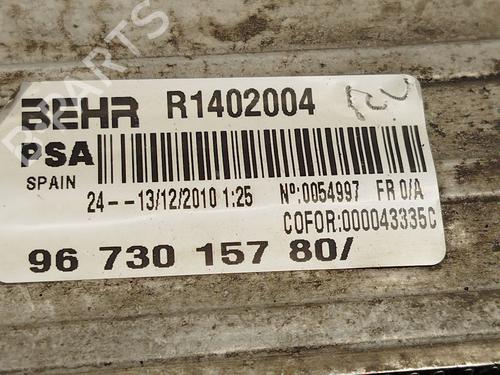 BEHR R1402004
PSA
SPAIN 24--13/12/2010 1:25 Nº:0054997 FR 0/A
COFOR:000043335C
96 730 157 80/